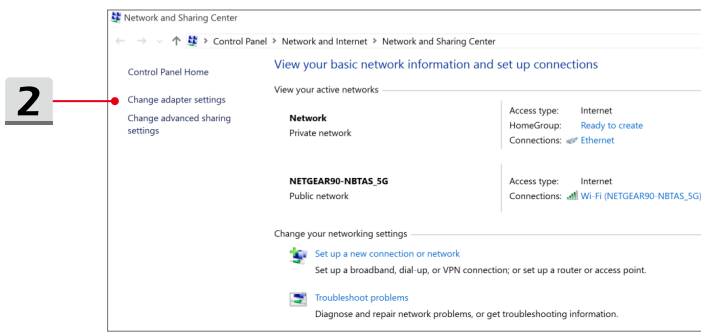 Network and Sharing Center
Control Panel > Network and Internet > Network and Sharing Center
2
Control Panel Home
Change adapter settings
Change advanced sharing
settings
View your basic network information and set up connections
View your active networks
Network
Private network
Access type: Internet
HomeGroup: Ready to create
Connections: Ethernet
NETGEAR90-NBTAS_5G
Public network
Access type: Internet
Connections: Wi-Fi (NETGEAR90-NBTAS_5G)
Change your networking settings
Set up a new connection or network
Set up a broadband, dial-up, or VPN connection; or set up a router or access point.
Troubleshoot problems
Diagnose and repair network problems, or get troubleshooting information.